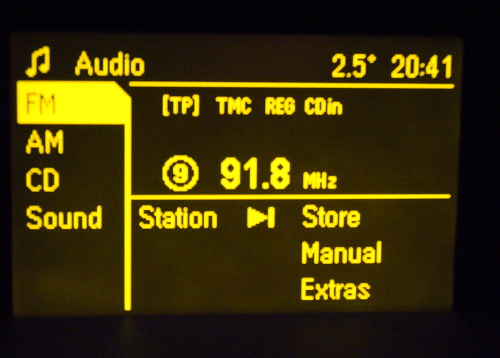 Audio 2.5° 20:41
FM [TP] TMC REG CDin
AM
CD 9 91.8 MHz
Sound Station Store
Manual
Extras